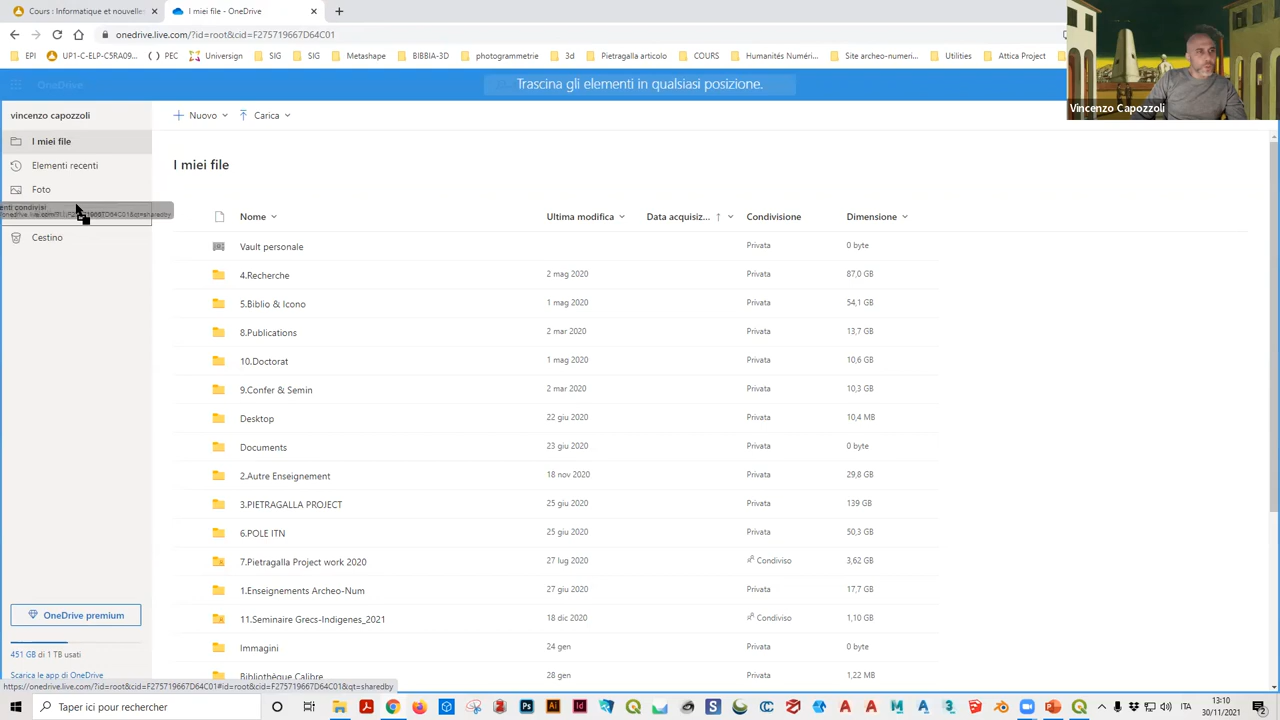 Cours : Informatique et nouvelle
I miei file - OneDrive
onedrive.live.com/?id=root&cid=F275719667D64C01
EPI
UP1-C-ELP-C5RA09...
PEC
Universign
SIG
SIG
Metashape
BIBBIA-3D
photogrammetrie
3d
Pietragalla articolo
COURS
Humanités Numéri...
Site archeo-numeri...
Utilities
Attica Project
OneDrive
Trascina gli elementi in qualsiasi posizione.
Vincenzo Capozzoli
vincenzo capozzoli
Nuovo
Carica
I miei file
Elementi recenti
Foto
Cestino
I miei file
Nome
Ultima modifica
Data acquisiz...
Condivisione
Dimensione
Vault personale Privata 0 byte
4.Recherche 2 mag 2020 Privata 87,0 GB
5.Biblio & Icono 1 mag 2020 Privata 54,1 GB
8.Publications 2 mar 2020 Privata 13,7 GB
10.Doctorat 1 mag 2020 Privata 10,6 GB
9.Confer & Semin 2 mar 2020 Privata 10,3 GB
Desktop 22 giu 2020 Privata 10,4 MB
Documents 23 giu 2020 Privata 0 byte
2.Autre Enseignement 18 nov 2020 Privata 29,8 GB
3.PIETRAGALLA PROJECT 25 giu 2020 Privata 139 GB
6.POLE ITN 25 giu 2020 Privata 50,3 GB
7.Pietragalla Project work 2020 27 lug 2020 Condiviso 3,62 GB
1.Enseignements Archeo-Num 27 giu 2020 Privata 17,7 GB
11.Seminaire Grecs-Indigenes_2021 18 dic 2020 Condiviso 1,10 GB
Immagini 24 gen Privata 0 byte
Bibliothèque Calibre 28 gen Privata 1,22 MB
OneDrive premium
451 GB di 1 TB usati
Scarica le app di OneDrive
https://onedrive.live.com/?id=root&cid=F275719667D64C01#id=root&cid=F275719667D64C01&qt=sharedby
Taper ici pour rechercher
ITA
13:10
30/11/2021